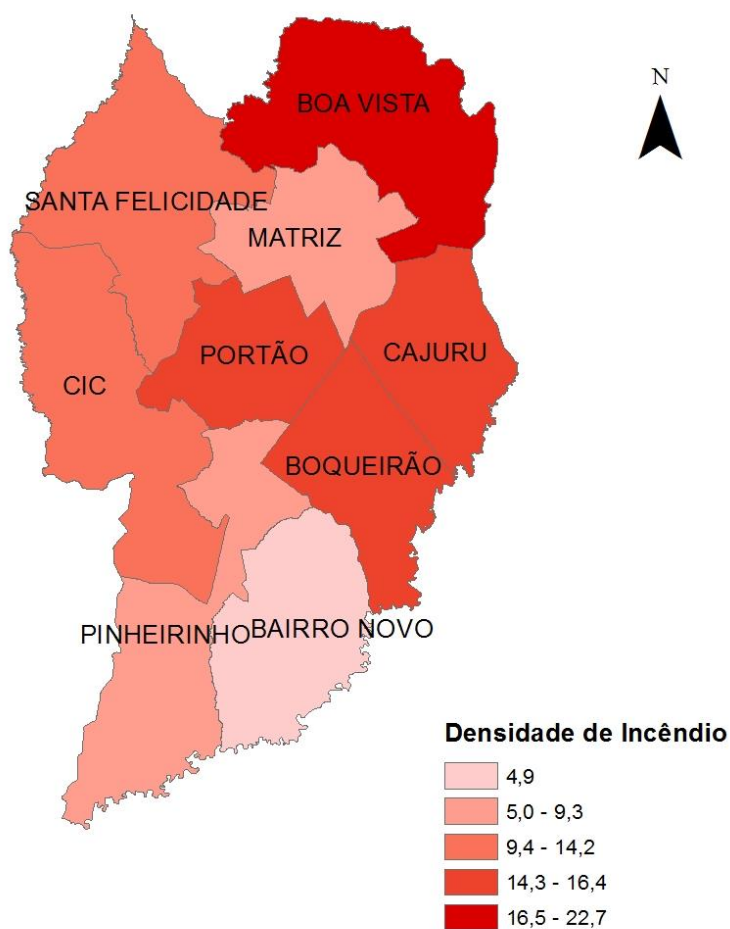 BOA VISTA
N
SANTA FELICIDADE
MATRIZ
PORTÃO
CAJURU
CIC
BOQUEIRÃO
PINHEIRINHO
BAIRRO NOVO
Densidade de Incêndio
4,9
5,0 - 9,3
9,4 - 14,2
14,3 - 16,4
16,5 - 22,7